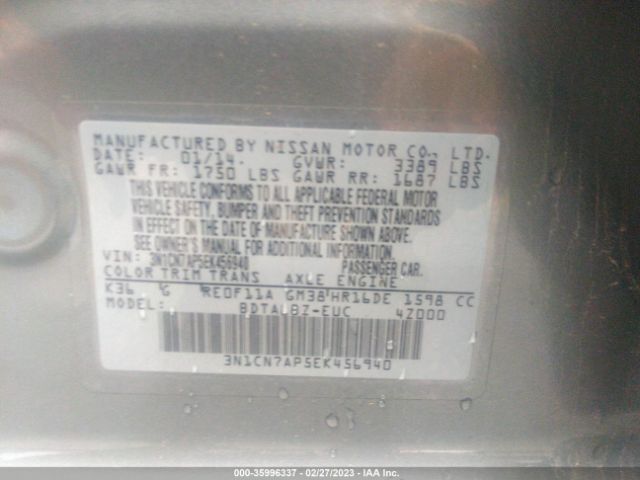 MANUFACTURED BY NISSAN MOTOR CO., LTD.
DATE: 01/14. GVWR: 3389 LBS
GAWR FR: 1750 LBS GAWR RR: 1687 LBS
THIS VEHICLE CONFORMS TO ALL APPLICABLE FEDERAL MOTOR
VEHICLE SAFETY, BUMPER AND THEFT PREVENTION STANDARDS
IN EFFECT ON THE DATE OF MANUFACTURE SHOWN ABOVE.
SEE OWNER'S MANUAL FOR ADDITIONAL INFORMATION.
VIN: 3N1CN7AP5EK456940 PASSENGER CAR.
COLOR TRIM TRANS AXLE ENGINE
K36 G RE0F11A GM38 HR16DE 1598 CC
MODEL: BDTALBZ-EUC 4Z000
3N1CN7AP5EK456940
000-35996337 - 02/27/2023 - IAA Inc.